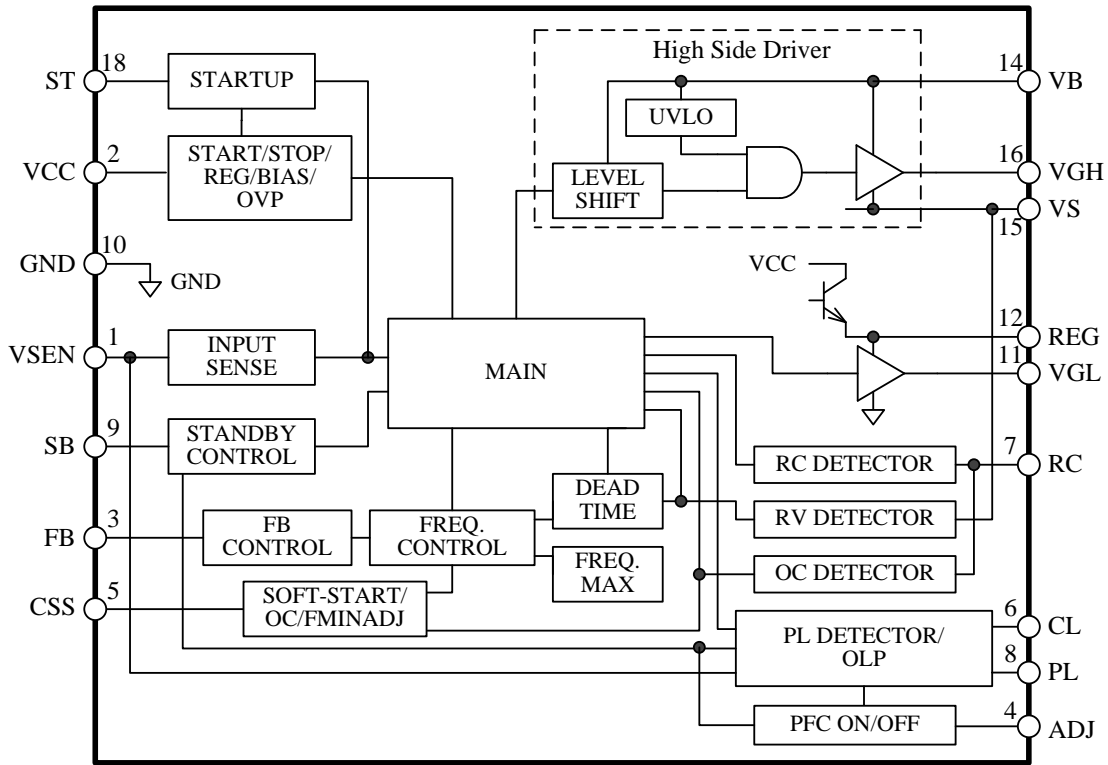 High Side Driver
18
ST
STARTUP
14
VB
UVLO
2
VCC
START/STOP/
REG/BIAS/
OVP
16
VGH
LEVEL
SHIFT
VS
15
10
GND
GND
VCC
1
VSEN
INPUT
SENSE
MAIN
12
REG
11
VGL
9
SB
STANDBY
CONTROL
RC DETECTOR
7
RC
DEAD
TIME
3
FB
FB
CONTROL
FREQ.
CONTROL
RV DETECTOR
FREQ.
MAX
OC DETECTOR
5
CSS
SOFT-START/
OC/FMINADJ
PL DETECTOR/
OLP
6
CL
8
PL
PFC ON/OFF
4
ADJ